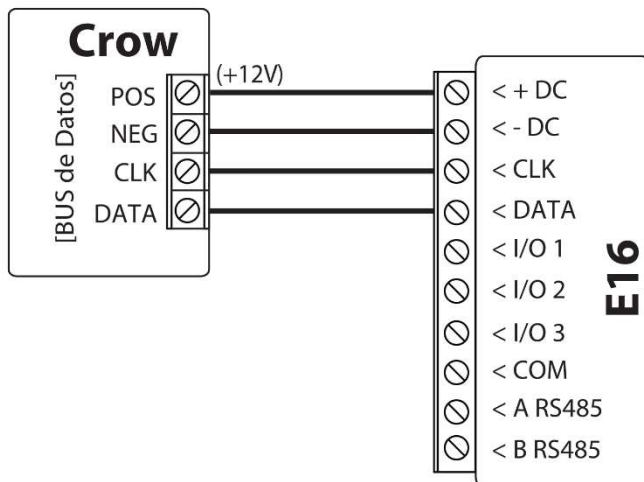 Crow
[BUS de Datos]
POS
NEG
CLK
DATA
(+12V)
< + DC
< - DC
< CLK
< DATA
< I/O 1
< I/O 2
< I/O 3
< COM
< A RS485
< B RS485
E16